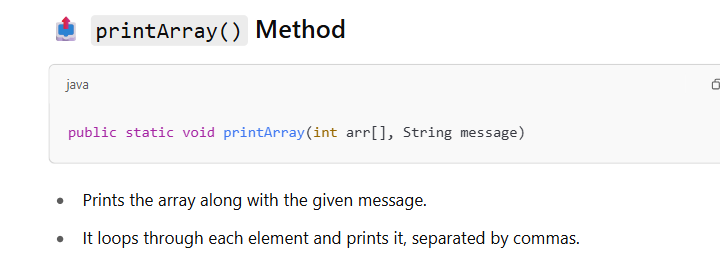 printArray() Method
java
public static void printArray(int arr[], String message)
Prints the array along with the given message.
It loops through each element and prints it, separated by commas.